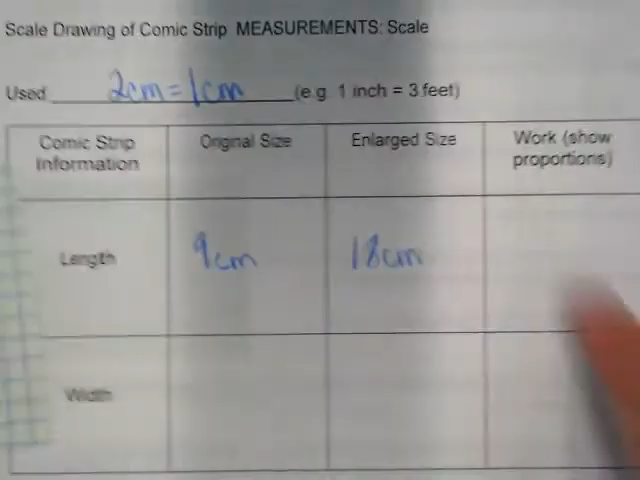 Scale Drawing of Comic Strip MEASUREMENTS: Scale
Used 2cm = 1cm (e.g. 1 inch = 3 feet)
Comic Strip Information
Original Size
Enlarged Size
Work (show proportions)
Length
9cm
18cm
Width